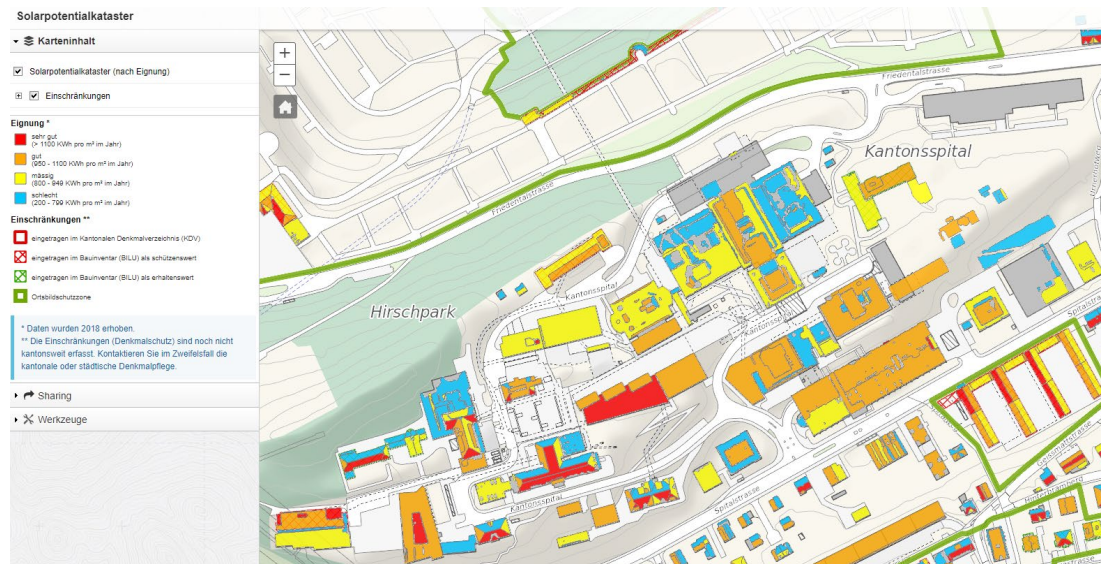 Solarpotentialkataster
Karteninhalt
Solarpotentialkataster (nach Eignung)
Einschränkungen
Eignung *
sehr gut
(> 1100 KWh pro m² im Jahr)
gut
(950 - 1100 KWh pro m² im Jahr)
mässig
(800 - 949 KWh pro m² im Jahr)
schlecht
(200 - 799 KWh pro m² im Jahr)
Einschränkungen **
eingetragen im Kantonalen Denkmalverzeichnis (KDV)
eingetragen im Bauinventar (BILU) als schützenswert
eingetragen im Bauinventar (BILU) als erhaltenswert
Ortsbildschutzzone
* Daten wurden 2018 erhoben.
** Die Einschränkungen (Denkmalschutz) sind noch nicht
kantonsweit erfasst. Kontaktieren Sie im Zweifelsfall die
kantonale oder städtische Denkmalpflege.
Sharing
Werkzeuge
+
−
Friedentalstrasse
Kantonsspital
Friedentalstrasse
Kantonsspital
Hirschpark
Kantonsspital
Spitalstra
Geissmattstrasse
Hinterbramberg
Spitalstrasse
Kantonsspital